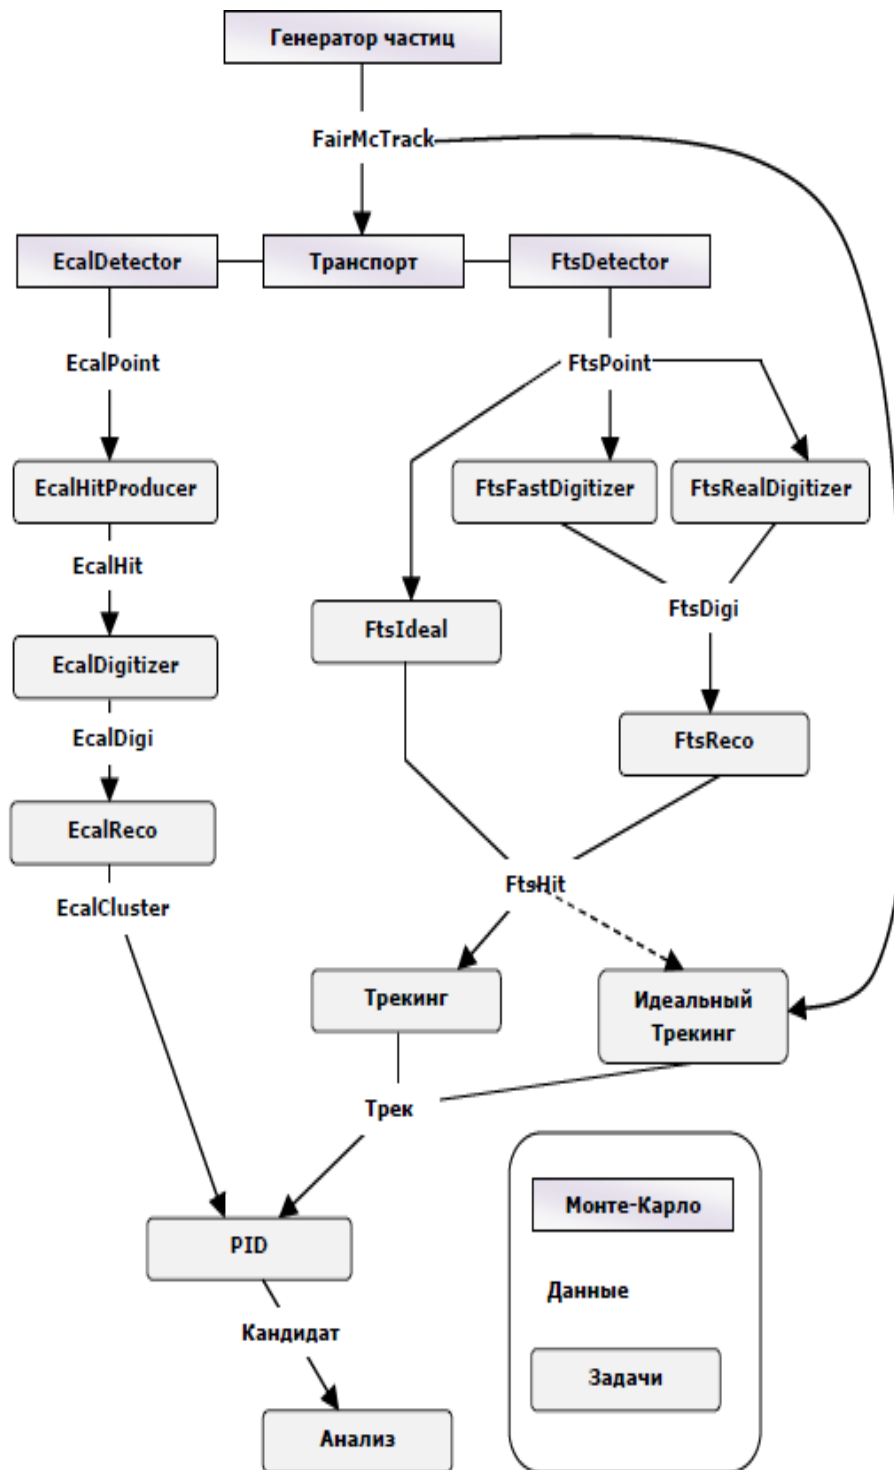 Генератор частиц
FairMcTrack
EcalDetector
Транспорт
FtsDetector
EcalPoint
FtsPoint
EcalHitProducer
FtsFastDigitizer
FtsRealDigitizer
EcalHit
FtsDigi
FtsIdeal
EcalDigitizer
EcalDigi
FtsReco
EcalReco
FtsHit
EcalCluster
Трекинг
Идеальный
Трекинг
Трек
Монте-Карло
PID
Данные
Кандидат
Задачи
Анализ